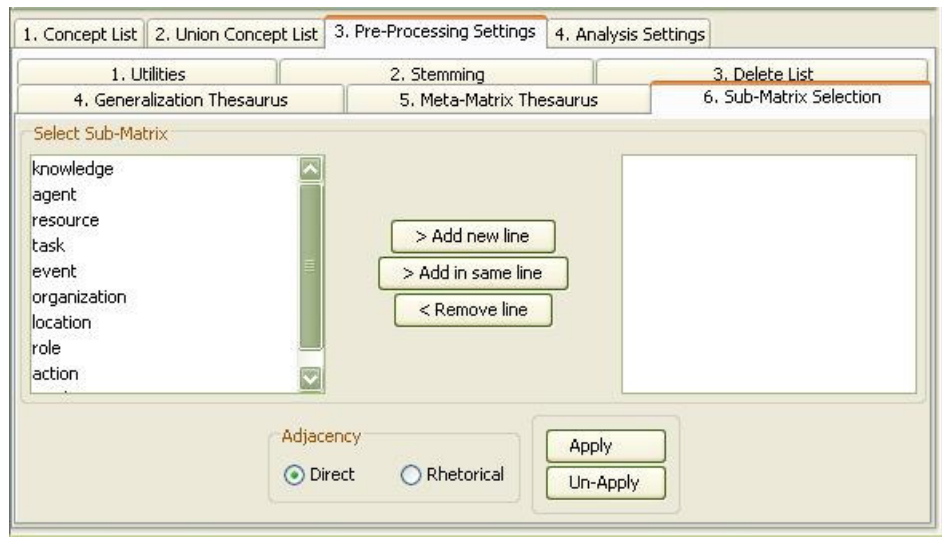 1. Concept List 2. Union Concept List 3. Pre-Processing Settings 4. Analysis Settings
1. Utilities 2. Stemming 3. Delete List
4. Generalization Thesaurus 5. Meta-Matrix Thesaurus 6. Sub-Matrix Selection
Select Sub-Matrix
knowledge
agent
resource
task
event
organization
location
role
action
> Add new line
> Add in same line
< Remove line
Adjacency
Direct Rhetorical
Apply
Un-Apply